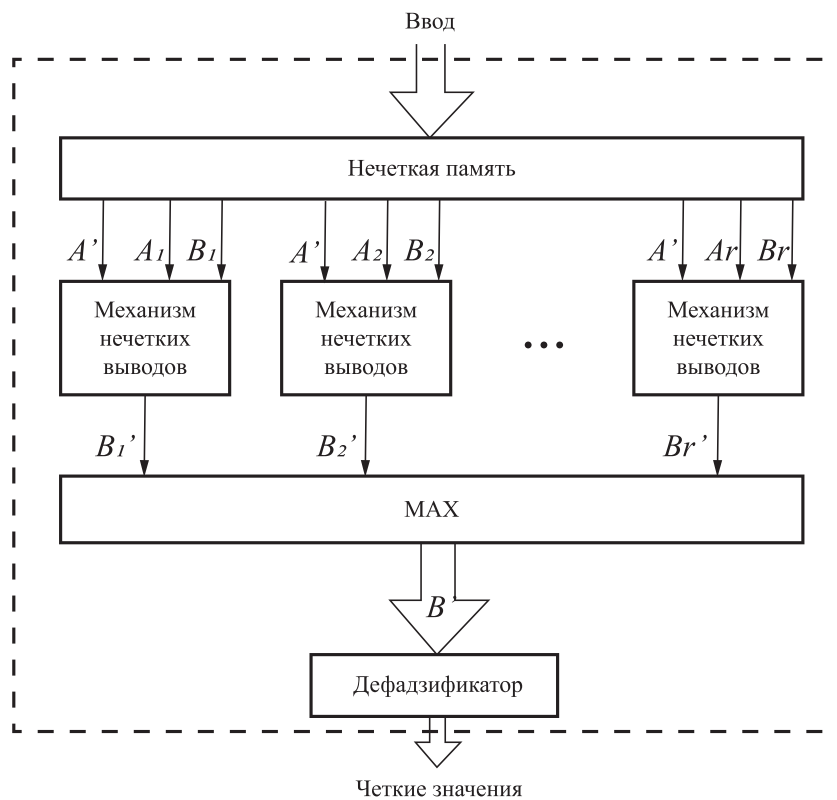 Ввод
Нечеткая память
A’ A₁ B₁ A’ A₂ B₂ A’ Ar Br
Механизм
нечетких
выводов
Механизм
нечетких
выводов
...
Механизм
нечетких
выводов
B₁’ B₂’ Br’
МАХ
B’
Дефадзификатор
Четкие значения